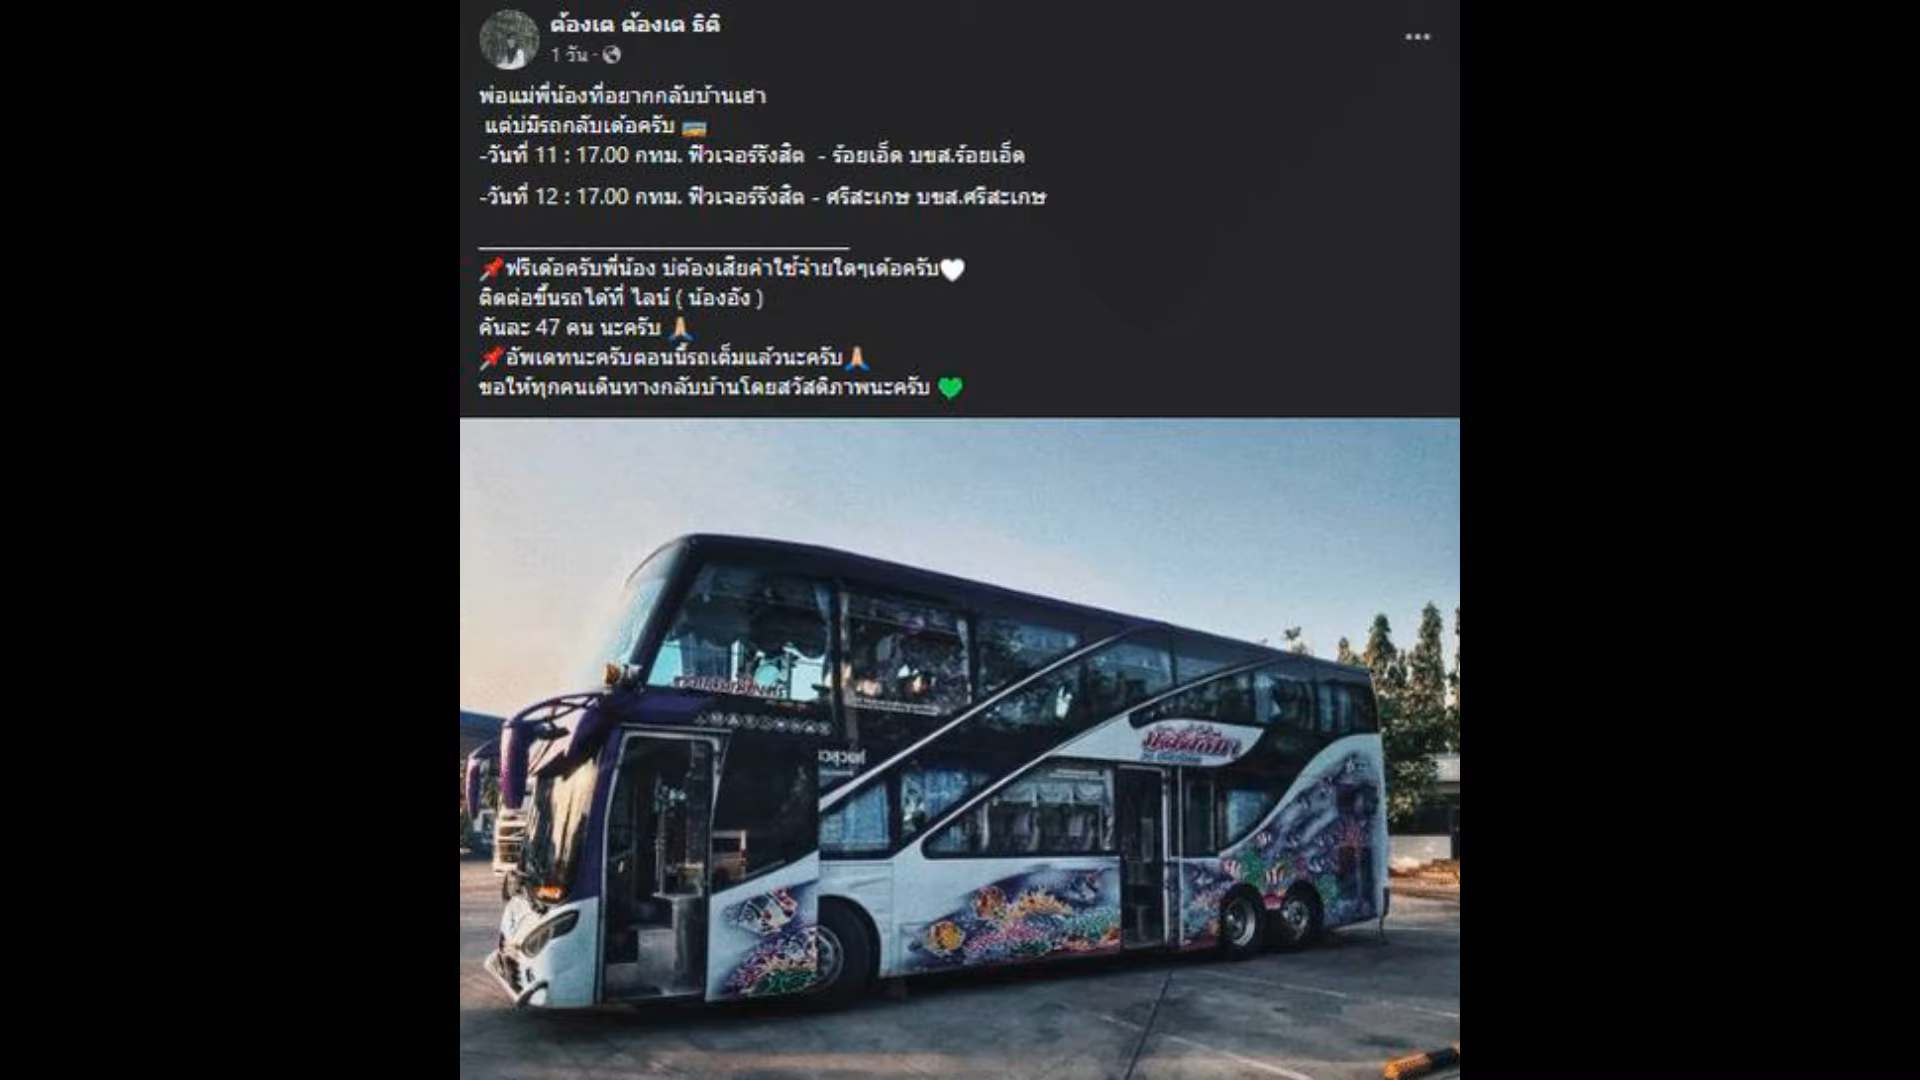 ต้องเต ต้องเต ธิติ
1 วัน ·
พ่อแม่พี่น้องที่อยากกลับบ้านเฮา
แต่บ่มีรถกลับเด้อครับ
-วันที่ 11 : 17.00 กทม. ฟิวเจอร์รังสิต - ร้อยเอ็ด บขส.ร้อยเอ็ด
-วันที่ 12 : 17.00 กทม. ฟิวเจอร์รังสิต - ศรีสะเกษ บขส.ศรีสะเกษ
📌ฟรีเด้อครับพี่น้อง บ่ต้องเสียค่าใช้จ่ายใดๆเด้อครับ🤍
ติดต่อขึ้นรถได้ที่ ไลน์ ( น้องอัง )
คันละ 47 คน นะครับ 🙏
📌อัพเดทนะครับตอนนี้รถเต็มแล้วนะครับ🙏
ขอให้ทุกคนเดินทางกลับบ้านโดยสวัสดิภาพนะครับ 💚